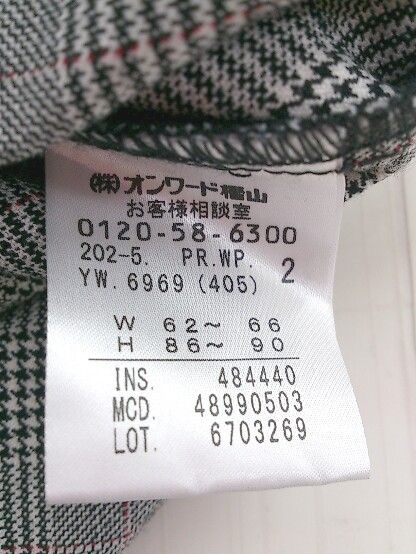 (株)オンワード樫山
お客様相談室
0120-58-6300
202-5. PR.WP. 2
YW. 6969 (405)
W 62～ 66
H 86～ 90
INS. 484440
MCD. 48990503
LOT. 6703269